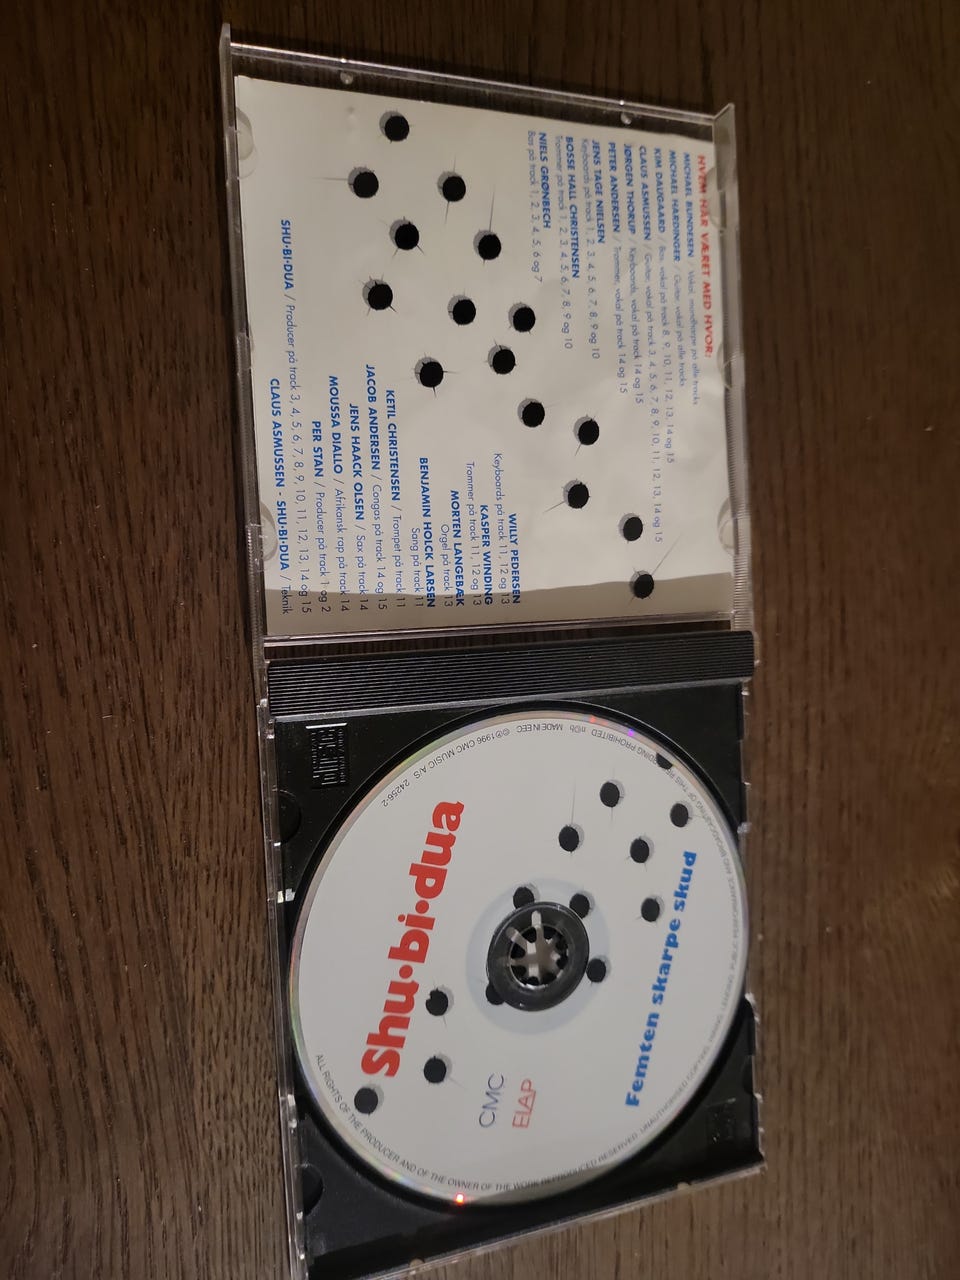 HVEM HAR VÆRET MED HVOR:
MICHAEL BUNDESEN / Vokal, mundharpe på alle tracks
MICHAEL HARDINGER / Guitar, vokal på alle tracks
KIM DAUGAARD / Bas, vokal på track 8, 9, 10, 11, 12, 13, 14 og 15
CLAUS ASMUSSEN / Guitar, vokal på track 3, 4, 5, 6, 7, 8, 9, 10, 11, 12, 13, 14 og 15
JØRGEN THORUP / Keyboards, vokal på track 14 og 15
PETER ANDERSEN / Trommer, vokal på track 14 og 15
JENS TAGE NIELSEN
Keyboards på track 1, 2, 3, 4, 5, 6, 7, 8, 9 og 10
BOSSE HALL CHRISTENSEN
Trommer på track 1, 2, 3, 4, 5, 6, 7, 8, 9 og 10
NIELS GRØNBECH
Bas på track 1, 2, 3, 4, 5, 6 og 7
WILLY PEDERSEN
Keyboards på track 11, 12 og 13
KASPER WINDING
Trommer på track 11, 12 og 13
MORTEN LANGEBÆK
Orgel på track 13
BENJAMIN HOLCK LARSEN
Sang på track 11
KETIL CHRISTENSEN / Trompet på track 11
JACOB ANDERSEN / Congas på track 14 og 15
JENS HAACK OLSEN / Sax på track 14
MOUSSA DIALLO / Afrikansk rap på track 14
PER STAN / Producer på track 1 og 2
SHU·BI·DUA / Producer på track 3, 4, 5, 6, 7, 8, 9, 10, 11, 12, 13, 14 og 15
CLAUS ASMUSSEN - SHU·BI·DUA / Teknik
Shu·bi·dua
Femten skarpe skud
CMC
ELAP
ALL RIGHTS OF THE PRODUCER AND OF THE OWNER OF THE WORK REPRODUCED RESERVED. UNAUTHORISED COPYING, HIRING, LENDING, PUBLIC PERFORMANCE AND BROADCASTING OF THIS RECORDING PROHIBITED
n©b
MADE IN EEC
℗©1996 CMC MUSIC A/S
24256-2